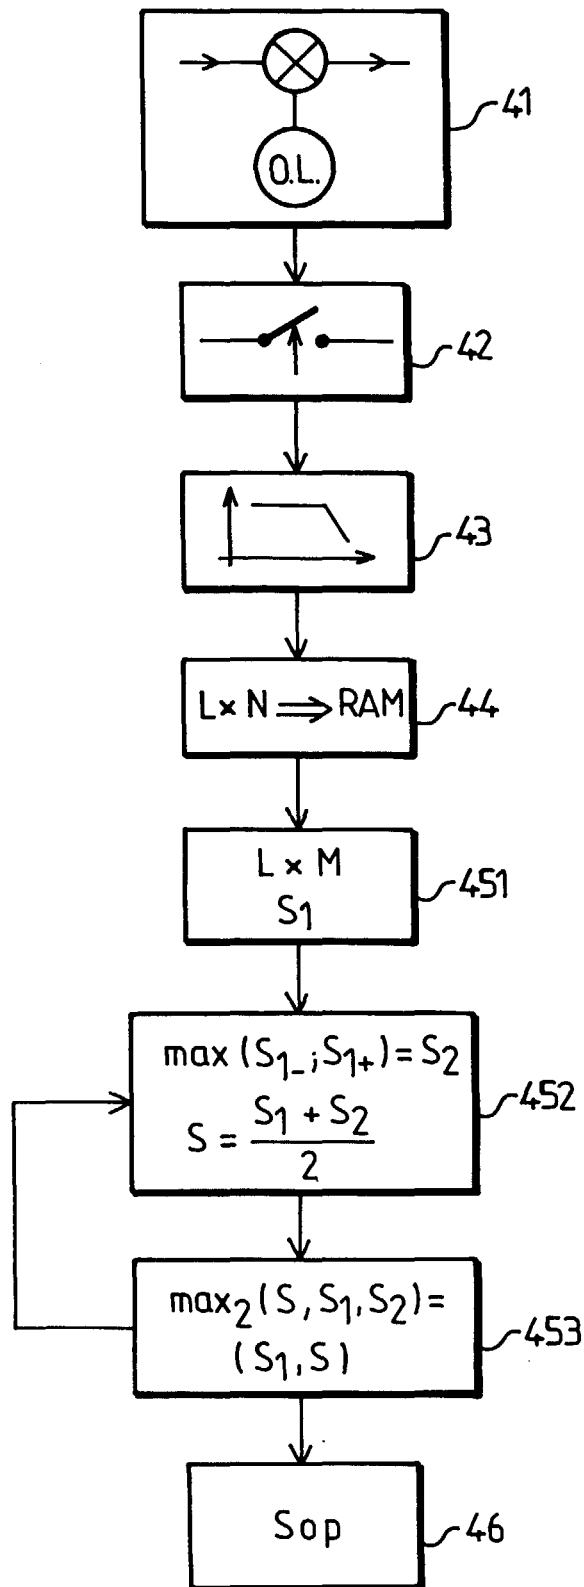 41
O.L.
42
43
L × N ⟹ RAM
44
L × M
S1
451
max (S1-; S1+) = S2
S = S1 + S2 / 2
452
max2 (S, S1, S2) =
(S1, S)
453
Sop
46